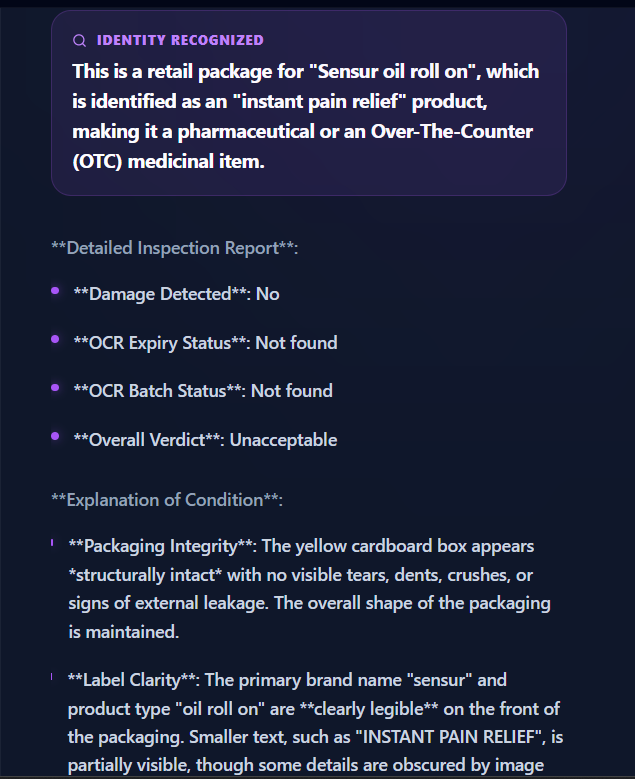 IDENTITY RECOGNIZED
This is a retail package for "Sensur oil roll on", which
is identified as an "instant pain relief" product,
making it a pharmaceutical or an Over-The-Counter
(OTC) medicinal item.
**Detailed Inspection Report**:
**Damage Detected**: No
**OCR Expiry Status**: Not found
**OCR Batch Status**: Not found
**Overall Verdict**: Unacceptable
**Explanation of Condition**:
**Packaging Integrity**: The yellow cardboard box appears
*structurally intact* with no visible tears, dents, crushes, or
signs of external leakage. The overall shape of the packaging
is maintained.
**Label Clarity**: The primary brand name "sensur" and
product type "oil roll on" are **clearly legible** on the front of
the packaging. Smaller text, such as "INSTANT PAIN RELIEF", is
partially visible, though some details are obscured by image